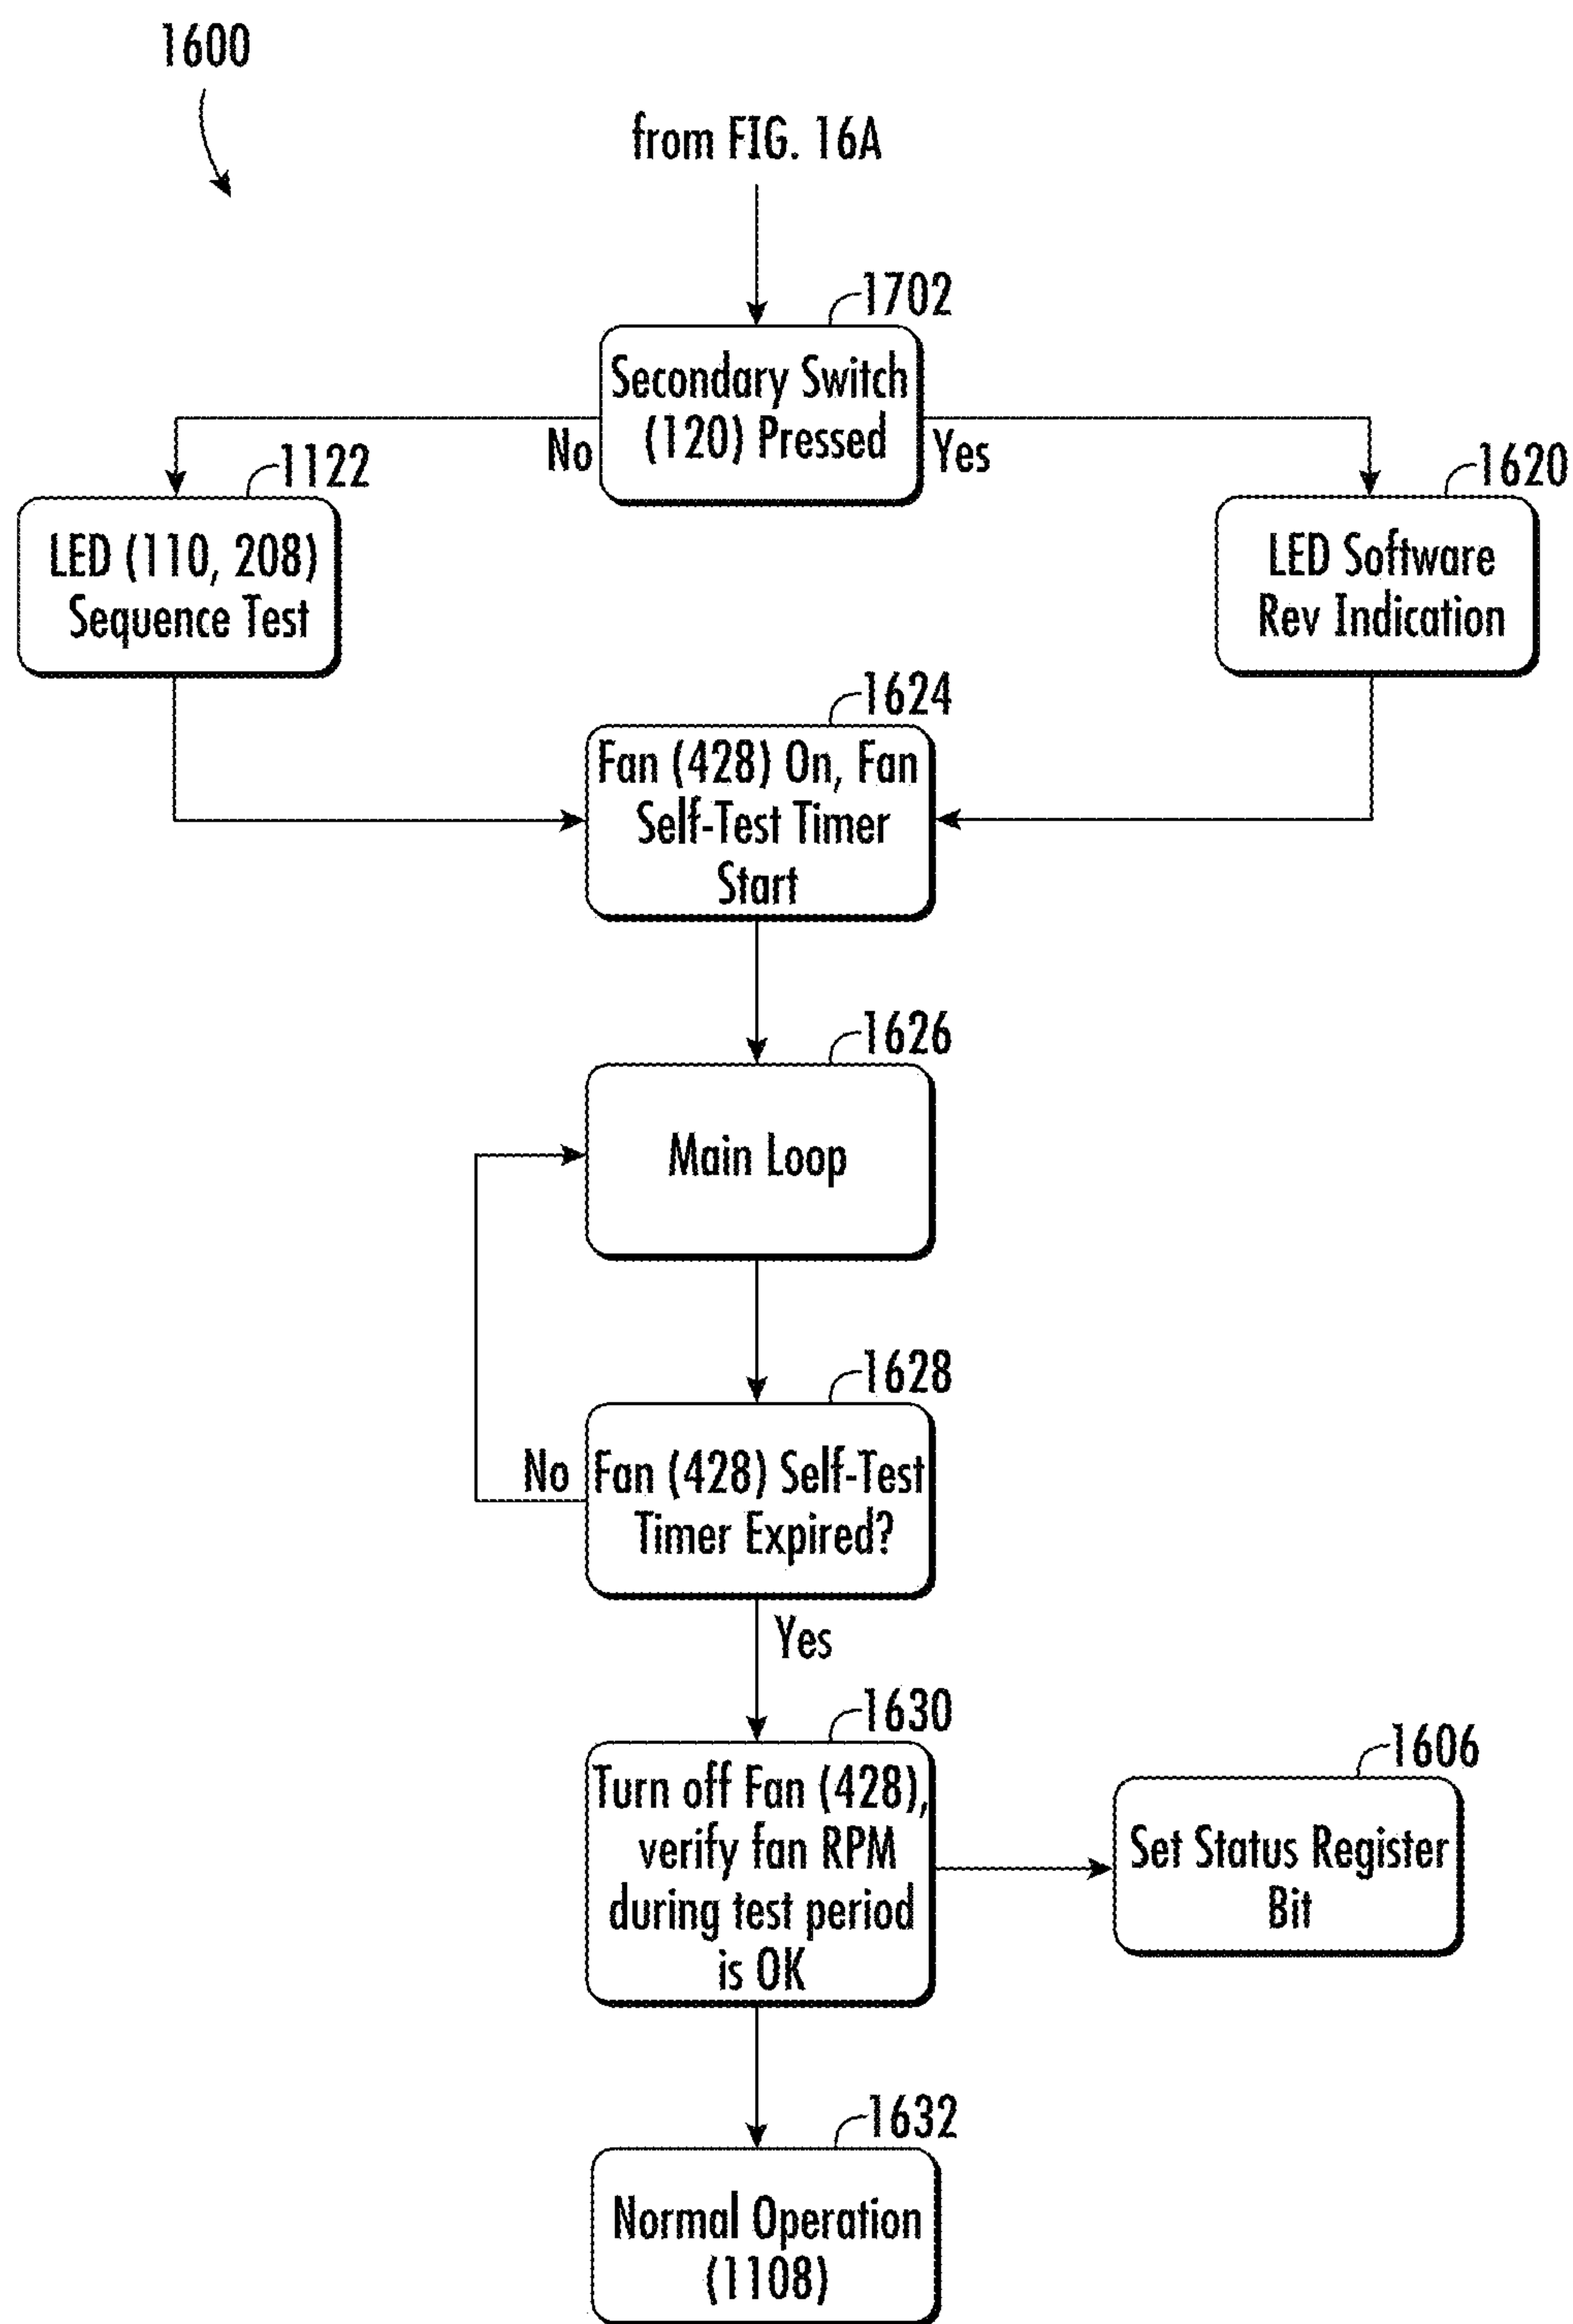 1600
from FIG. 16A
1702
Secondary Switch
(120) Pressed
No
Yes
1122
LED (110, 208)
Sequence Test
1620
LED Software
Rev Indication
1624
Fan (428) On, Fan
Self-Test Timer
Start
1626
Main Loop
1628
No
Fan (428) Self-Test
Timer Expired?
Yes
1630
Turn off Fan (428),
verify fan RPM
during test period
is OK
1606
Set Status Register
Bit
1632
Normal Operation
(1108)